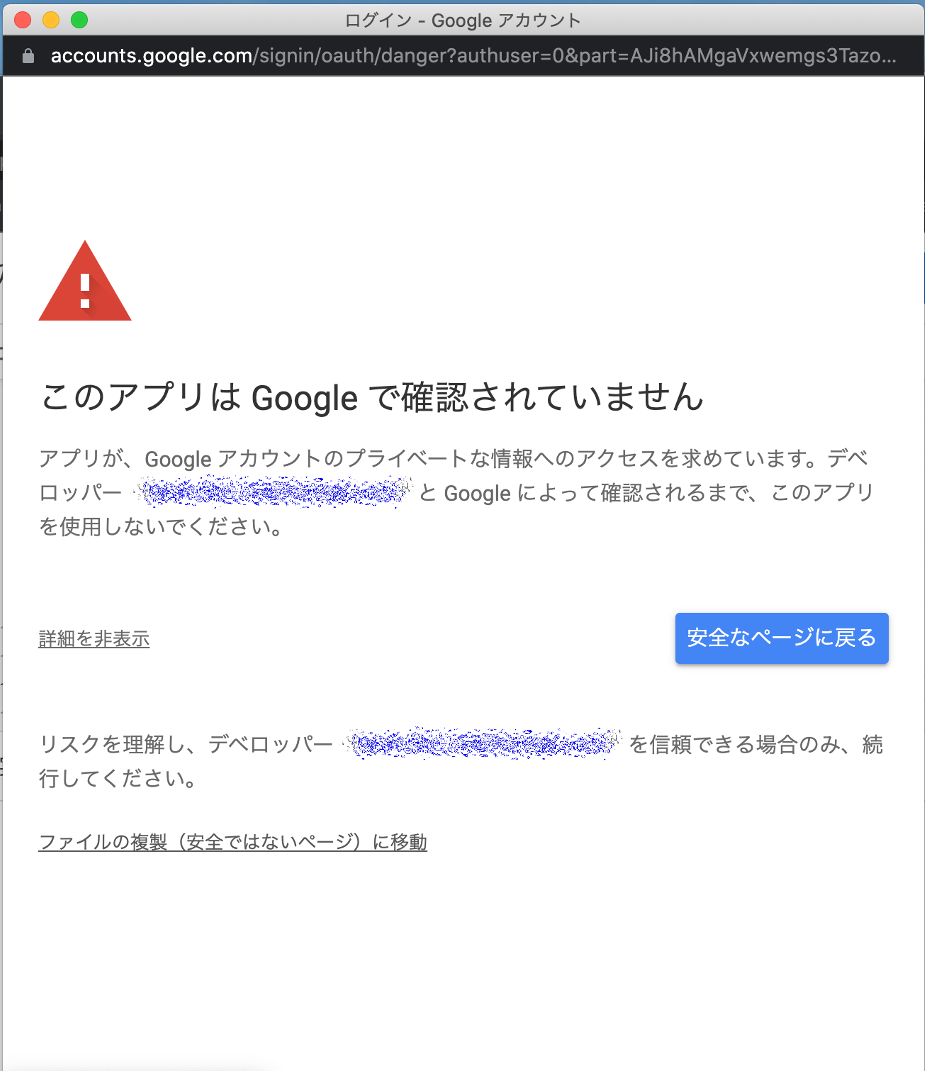 ログイン - Google アカウント
accounts.google.com/signin/oauth/danger?authuser=0&part=AJi8hAMgaVxwemgs3Tazo...
このアプリは Google で確認されていません
アプリが、Google アカウントのプライベートな情報へのアクセスを求めています。デベ
ロッパー と Google によって確認されるまで、このアプリ
を使用しないでください。
詳細を非表示
安全なページに戻る
リスクを理解し、デベロッパー を信頼できる場合のみ、続
行してください。
ファイルの複製（安全ではないページ）に移動